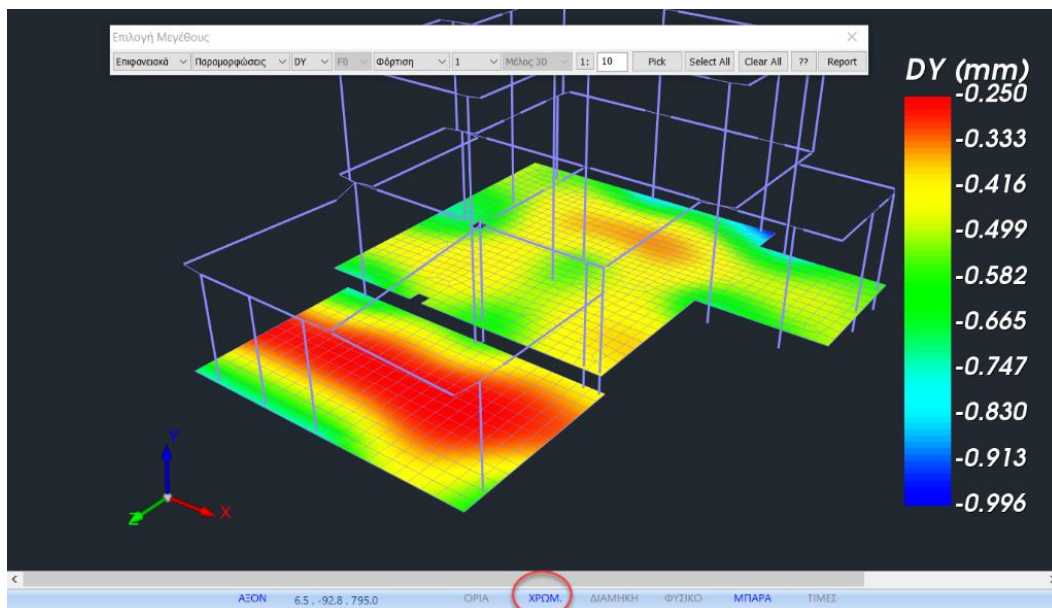 Επιλογή Μεγέθους
Επιφανειακά Παραμορφώσεις DY F0 Φόρτιση 1 Μέλος 3D 1: 10 Pick Select All Clear All ?? Report
DY (mm)
-0.250
-0.333
-0.416
-0.499
-0.582
-0.665
-0.747
-0.830
-0.913
-0.996
Y
Z X
ΑΞΟΝ 6.5 , -92.8 , 795.0 ΟΡΙΑ ΧΡΩΜ. ΔΙΑΜΗΚΗ ΦΥΣΙΚΟ ΜΠΑΡΑ ΤΙΜΕΣ